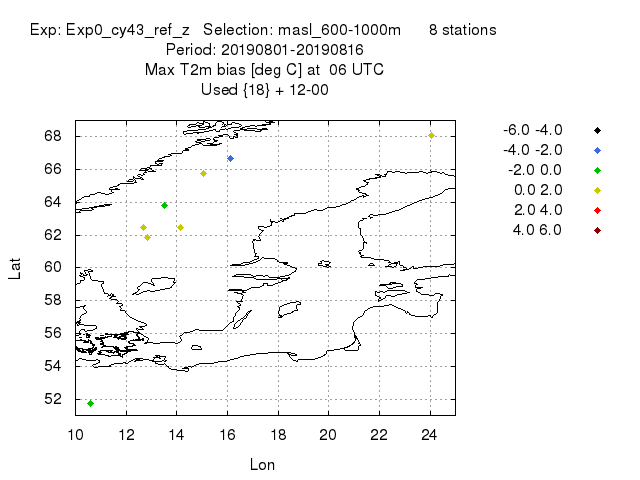 Exp: Exp0_cy43_ref_z Selection: masl_600-1000m 8 stations
Period: 20190801-20190816
Max T2m bias [deg C] at 06 UTC
Used {18} + 12-00
68
66
64
62
60
58
56
54
52
Lat
10 12 14 16 18 20 22 24
Lon
-6.0 -4.0
-4.0 -2.0
-2.0 0.0
0.0 2.0
2.0 4.0
4.0 6.0